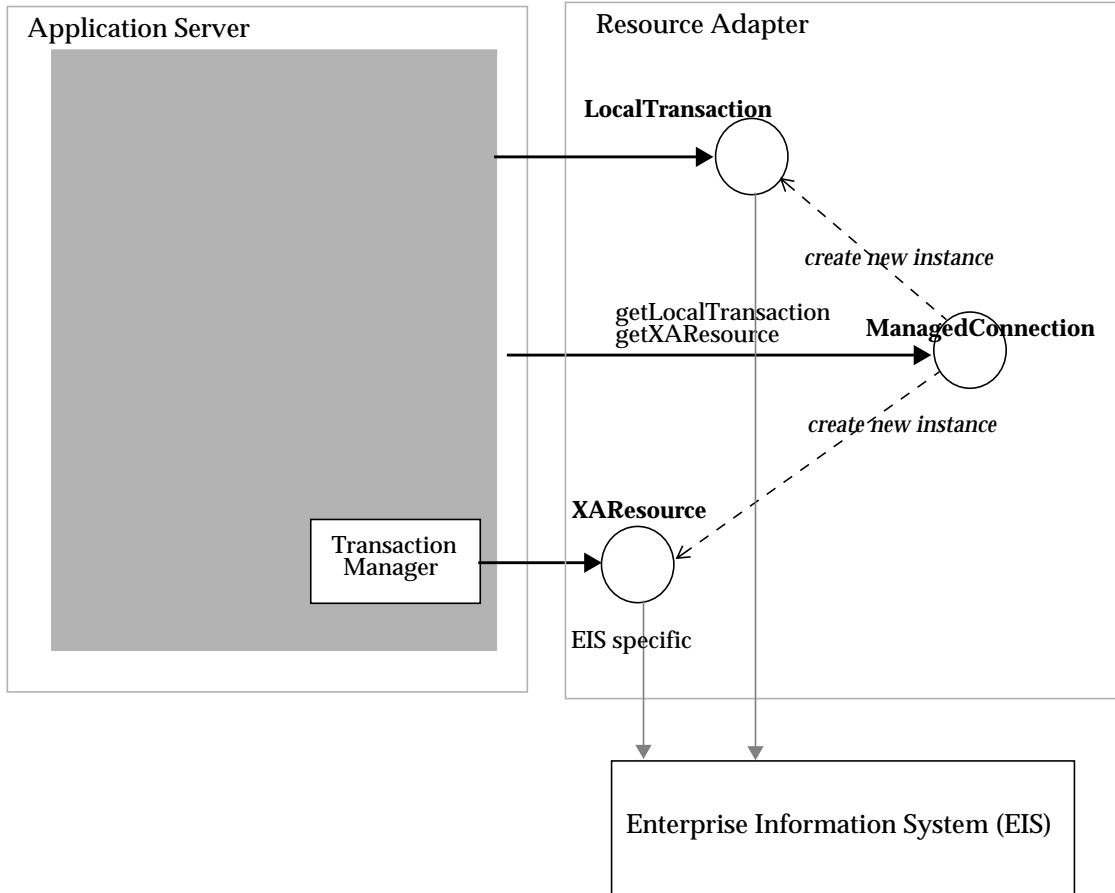 Application Server
Resource Adapter
LocalTransaction
create new instance
getLocalTransaction
getXAResource
ManagedConnection
create new instance
XAResource
Transaction
Manager
EIS specific
Enterprise Information System (EIS)